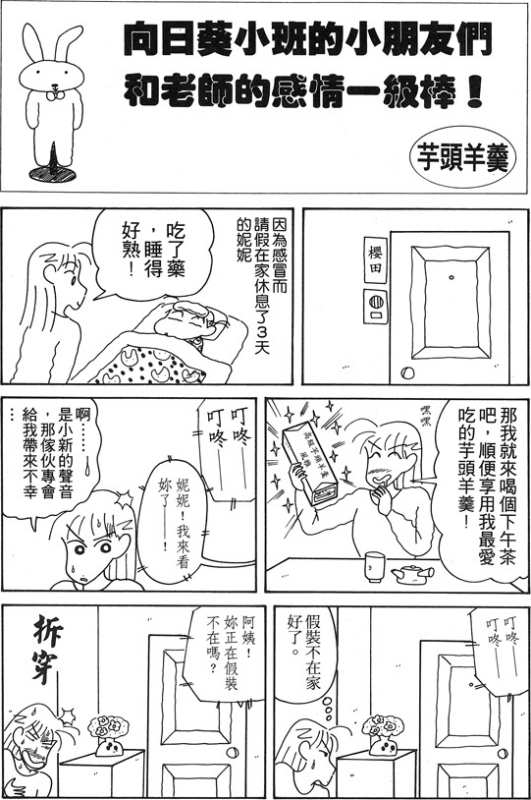 向日葵小班的小朋友們
和老師的感情一級棒！
芋頭羊羹
櫻田
因為感冒而
請假在家休息了3天
的妮妮
吃了藥
，睡得
好熟！
嘿嘿
那我就來喝個下午茶
吧，順便享用我最愛
吃的芋頭羊羹！
叮咚—
叮咚—
妮妮！我來看
妳了——！
啊……！
是小新的聲音
，那傢伙專會
給我帶來不幸
…
叮咚—
叮咚—
假裝不在家
好了。
阿姨！
妳正在假裝
不在嗎？
拆穿